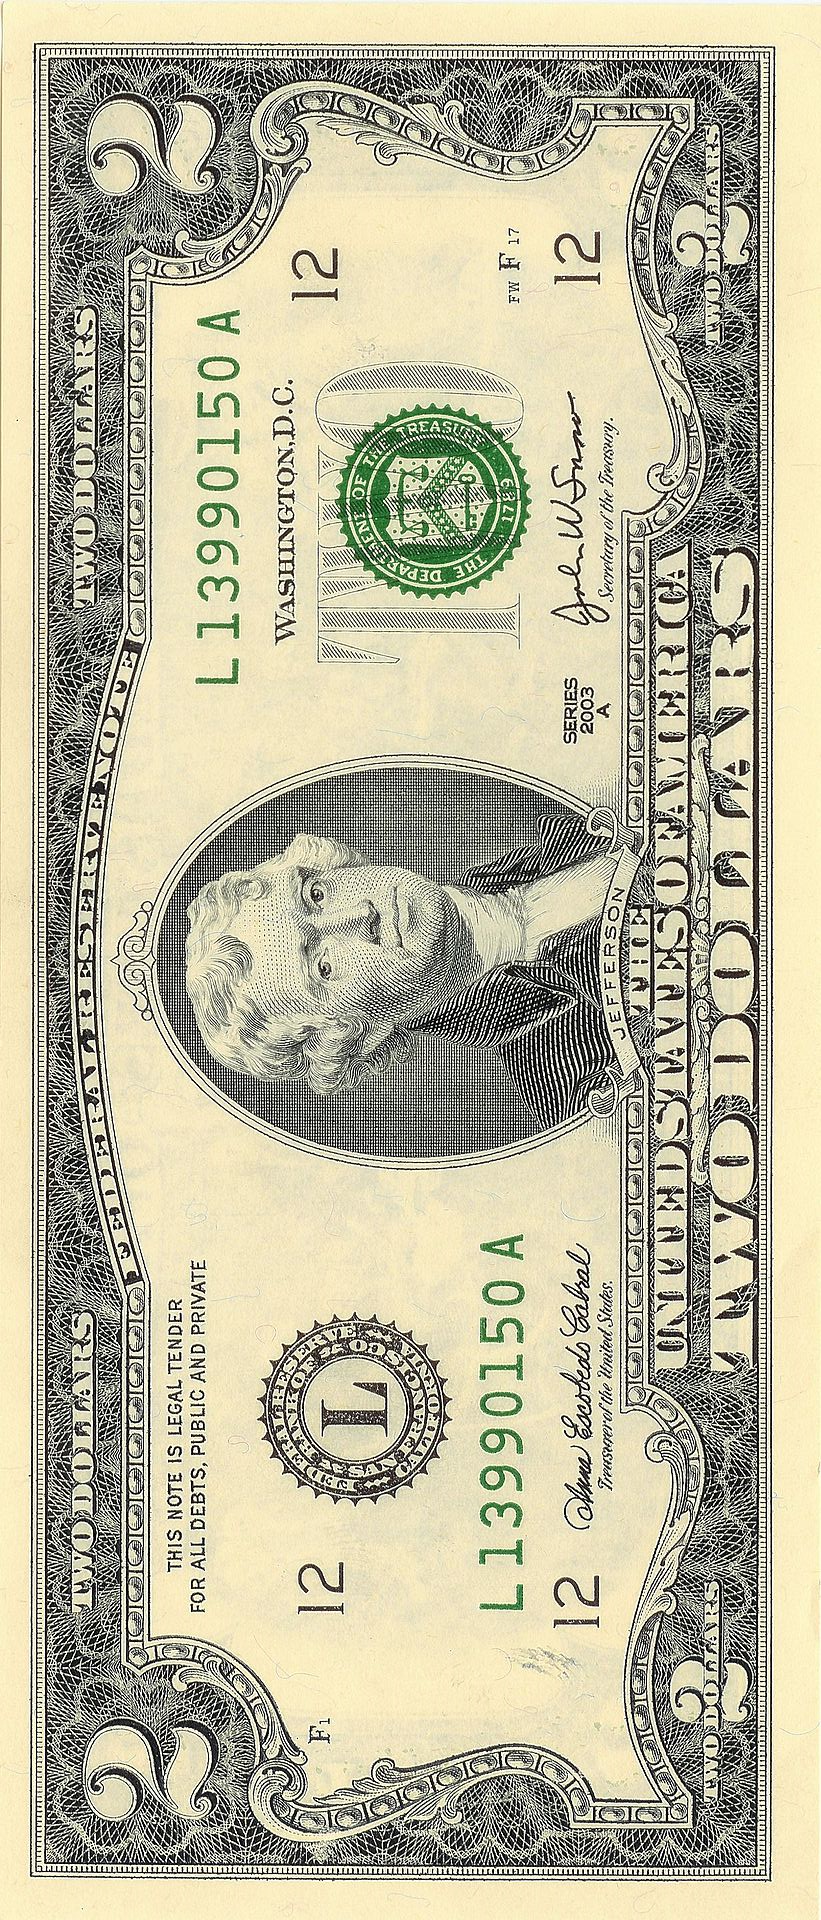 2
TWO DOLLARS
FEDERAL RESERVE NOTE
TWO DOLLARS
2
THIS NOTE IS LEGAL TENDER
FOR ALL DEBTS, PUBLIC AND PRIVATE
L 13990150 A
F1
12
L
WASHINGTON, D.C.
12
TWO
THE DEPARTMENT OF THE TREASURY
1789
L 13990150 A
12
Anna Escobedo Cabral
Treasurer of the United States.
SERIES
2003
A
John W Snow
Secretary of the Treasury.
FW F 17
12
JEFFERSON
THE
UNITED STATES OF AMERICA
2
TWO DOLLARS
TWO DOLLARS
2
TWO DOLLARS